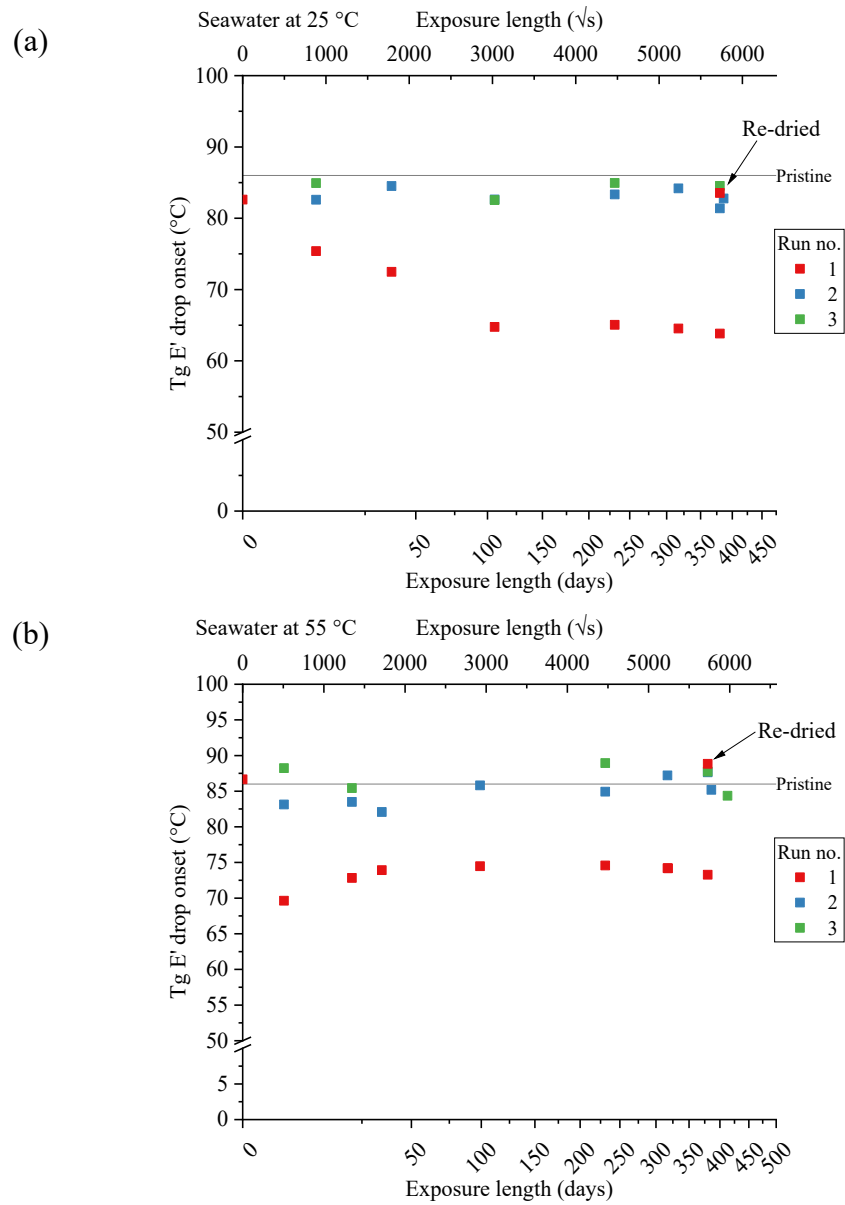 (a)
Seawater at 25 °C Exposure length (√s)
0 1000 2000 3000 4000 5000 6000
100
90
80
70
60
50
0
Tg E' drop onset (°C)
Re-dried
Pristine
Run no.
1
2
3
0 50 100 150 200 250 300 350 400 450
Exposure length (days)
(b)
Seawater at 55 °C Exposure length (√s)
0 1000 2000 3000 4000 5000 6000
100
95
90
85
80
75
70
65
60
55
50
5
0
Tg E' drop onset (°C)
Re-dried
Pristine
Run no.
1
2
3
0 50 100 150 200 250 300 350 400 450 500
Exposure length (days)